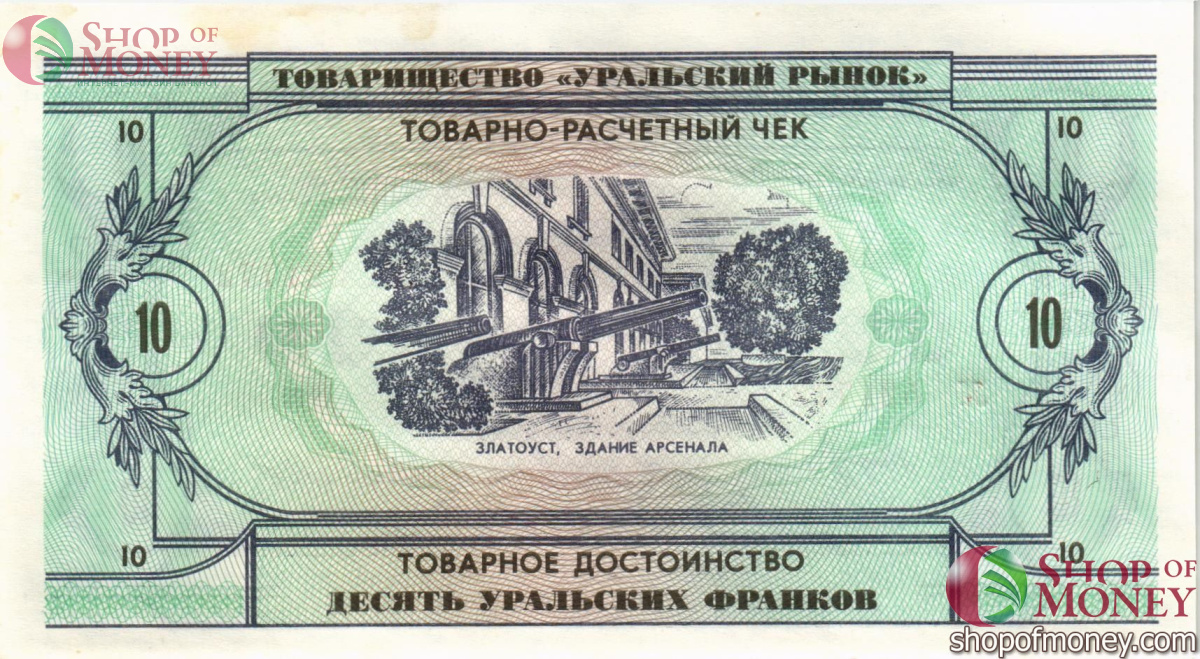 SHOP OF
MONEY
ТОВАРИЩЕСТВО «УРАЛЬСКИЙ РЫНОК»
ТОВАРНО-РАСЧЕТНЫЙ ЧЕК
10
10
10
10
ЗЛАТОУСТ, ЗДАНИЕ АРСЕНАЛА
10
10
ТОВАРНОЕ ДОСТОИНСТВО
ДЕСЯТЬ УРАЛЬСКИХ ФРАНКОВ
SHOP OF
MONEY
shopofmoney.com